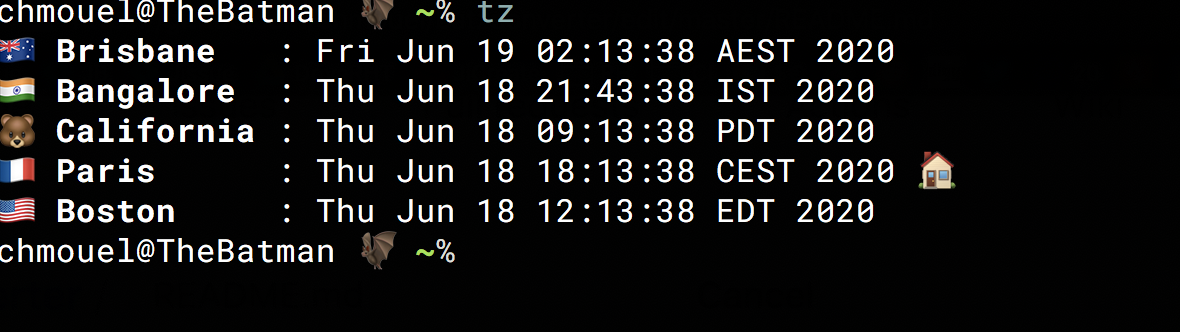 chmouel@TheBatman 🦇 ~% tz
🇦🇺 Brisbane : Fri Jun 19 02:13:38 AEST 2020
🇮🇳 Bangalore : Thu Jun 18 21:43:38 IST 2020
🐻 California : Thu Jun 18 09:13:38 PDT 2020
🇫🇷 Paris : Thu Jun 18 18:13:38 CEST 2020 🏠
🇺🇸 Boston : Thu Jun 18 12:13:38 EDT 2020
chmouel@TheBatman 🦇 ~%